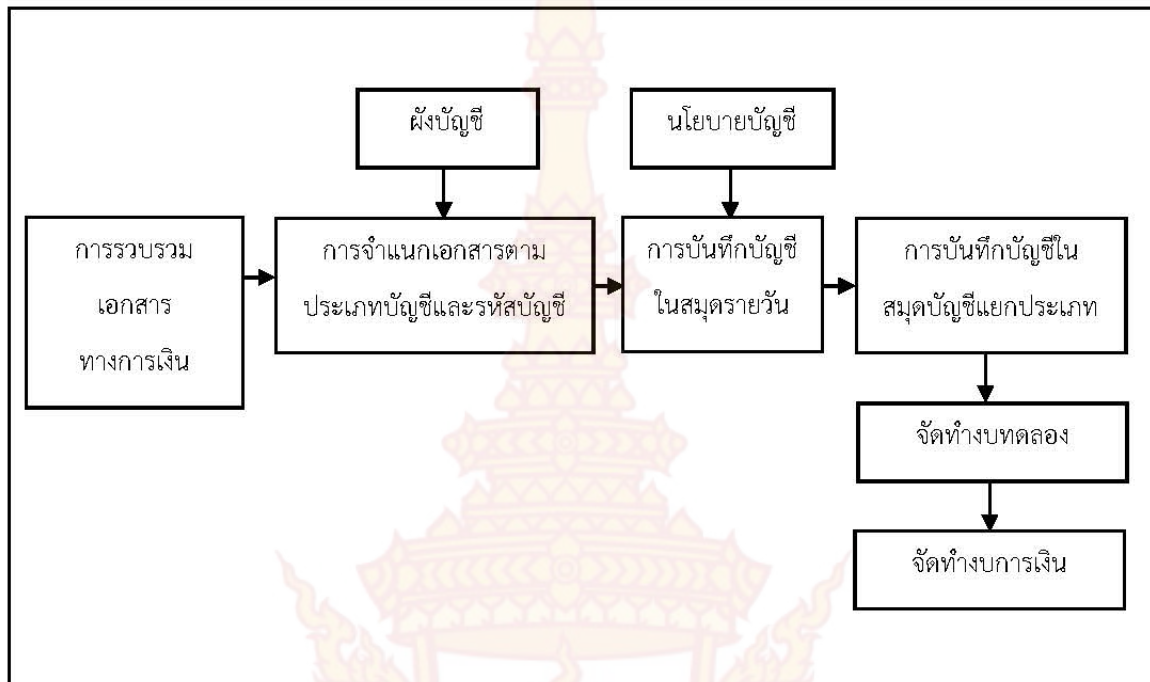 ผังบัญชี
นโยบายบัญชี
การรวบรวม
เอกสาร
ทางการเงิน
การจำแนกเอกสารตาม
ประเภทบัญชีและรหัสบัญชี
การบันทึกบัญชี
ในสมุดรายวัน
การบันทึกบัญชีใน
สมุดบัญชีแยกประเภท
จัดทำงบทดลอง
จัดทำงบการเงิน